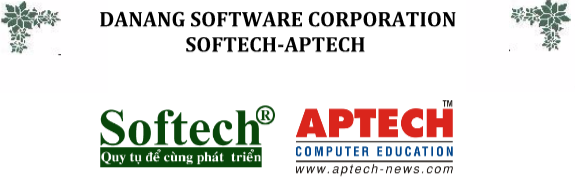 DANANG SOFTWARE CORPORATION
SOFTECH-APTECH
Softech®
Quy tụ để cùng phát triển
APTECH™
COMPUTER EDUCATION
www.aptech-news.com